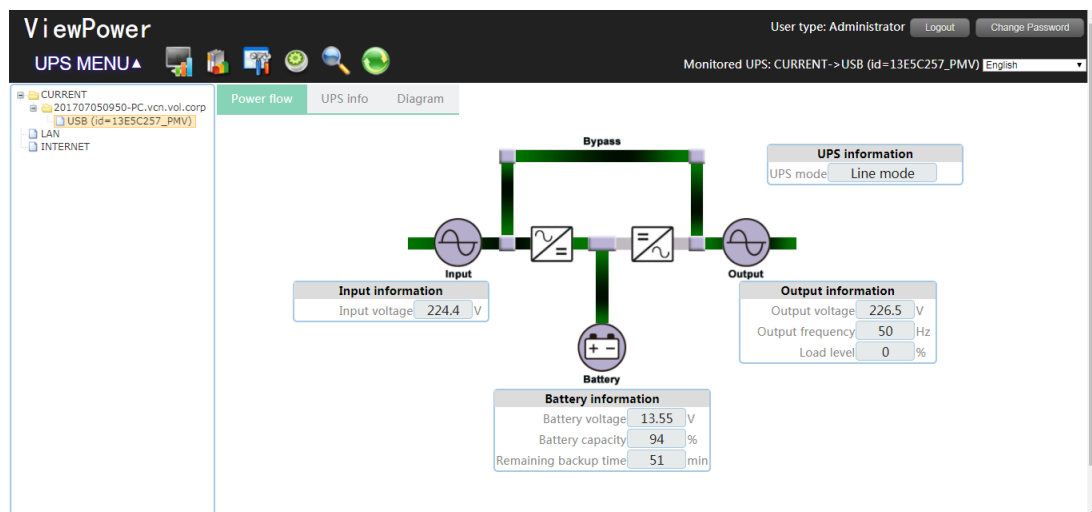 ViewPower
User type: Administrator Logout Change Password
UPS MENU▲
Monitored UPS: CURRENT->USB (id=13E5C257_PMV) English
CURRENT
201707050950-PC.vcn.vol.corp
USB (id=13E5C257_PMV)
LAN
INTERNET
Power flow UPS info Diagram
Bypass
UPS information
UPS mode Line mode
Input
Output
Input information
Input voltage 224.4 V
Output information
Output voltage 226.5 V
Output frequency 50 Hz
Load level 0 %
Battery
Battery information
Battery voltage 13.55 V
Battery capacity 94 %
Remaining backup time 51 min